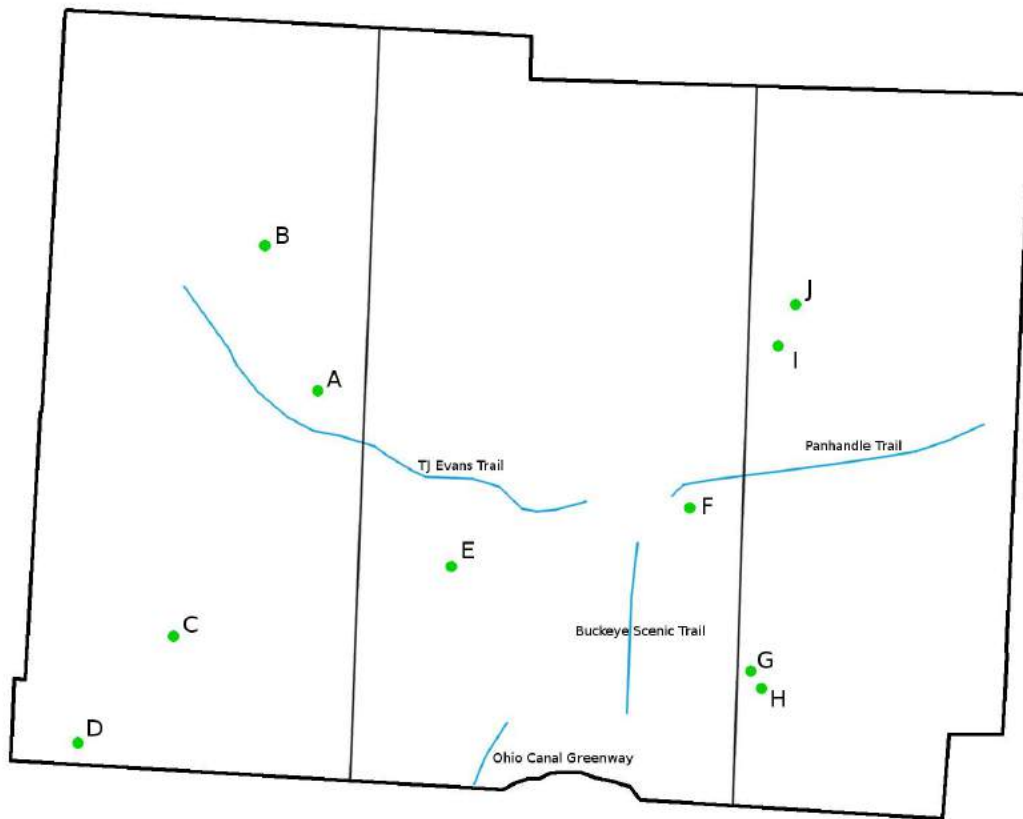 B
J
I
A
Panhandle Trail
TJ Evans Trail
F
E
C
Buckeye Scenic Trail
G
H
D
Ohio Canal Greenway